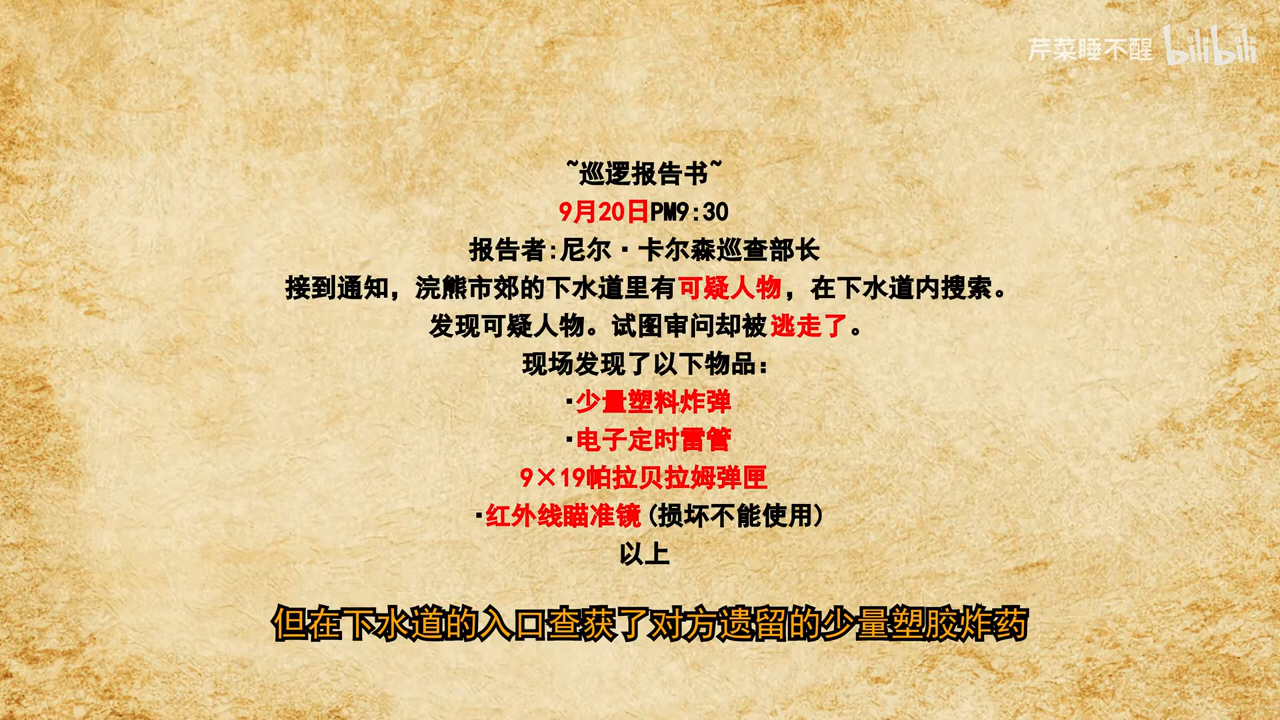 芹菜睡不醒 bilibili
~巡逻报告书~
9月20日PM9:30
报告者:尼尔·卡尔森巡查部长
接到通知，浣熊市郊的下水道里有可疑人物，在下水道内搜索。
发现可疑人物。试图审问却被逃走了。
现场发现了以下物品：
·少量塑料炸弹
·电子定时雷管
9×19帕拉贝拉姆弹匣
·红外线瞄准镜(损坏不能使用)
以上
但在下水道的入口查获了对方遗留的少量塑胶炸药